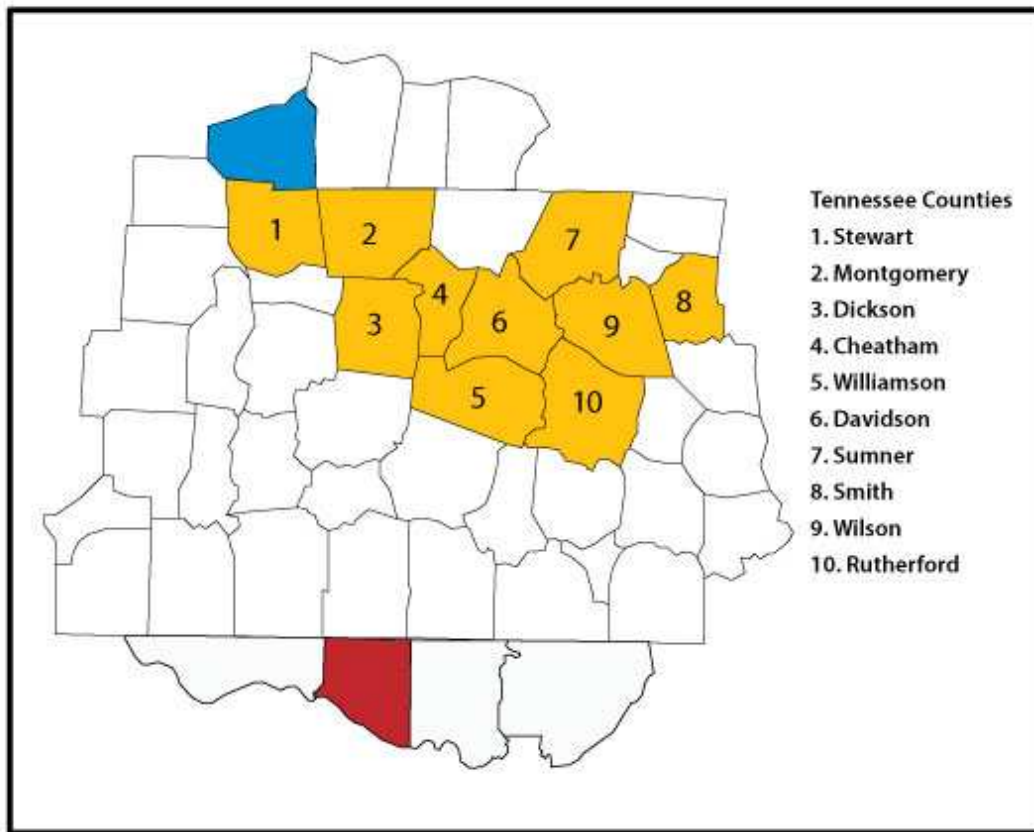 1
2
7
4
8
3
6
9
5
10
Tennessee Counties
1. Stewart
2. Montgomery
3. Dickson
4. Cheatham
5. Williamson
6. Davidson
7. Sumner
8. Smith
9. Wilson
10. Rutherford